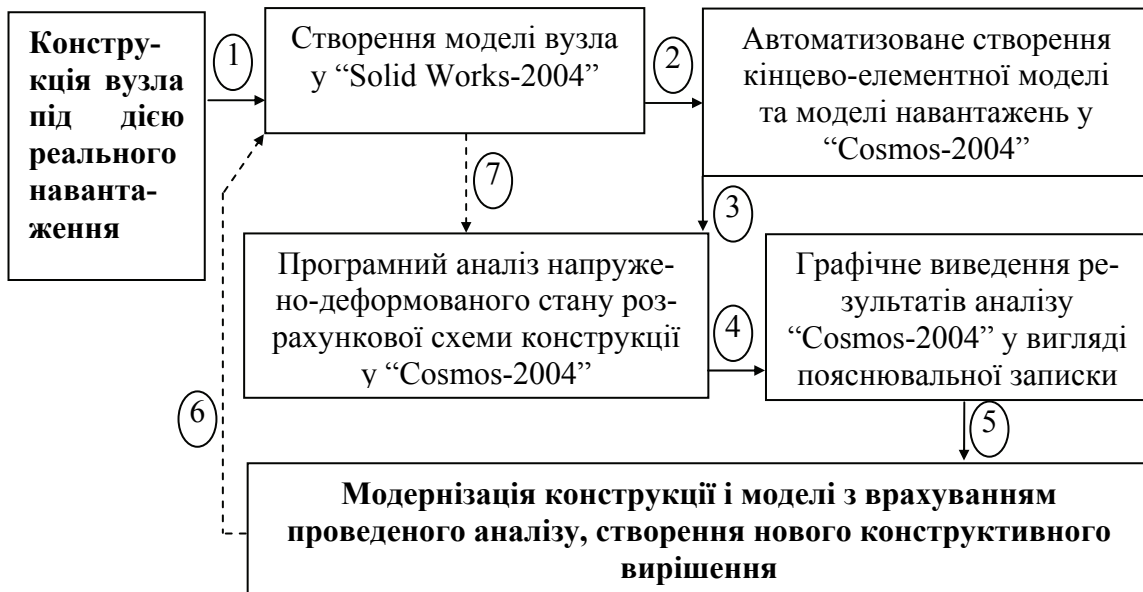 Констру-
кція вузла
під дією
реального
наванта-
ження
1
Створення моделі вузла
у “Solid Works-2004”
2
Автоматизоване створення
кінцево-елементної моделі
та моделі навантажень у
“Cosmos-2004”
7
3
Програмний аналіз напруже-
но-деформованого стану роз-
рахункової схеми конструкції
у “Cosmos-2004”
4
Графічне виведення ре-
зультатів аналізу
“Cosmos-2004” у вигляді
пояснювальної записки
6
5
Модернізація конструкції і моделі з врахуванням
проведеного аналізу, створення нового конструктивного
вирішення